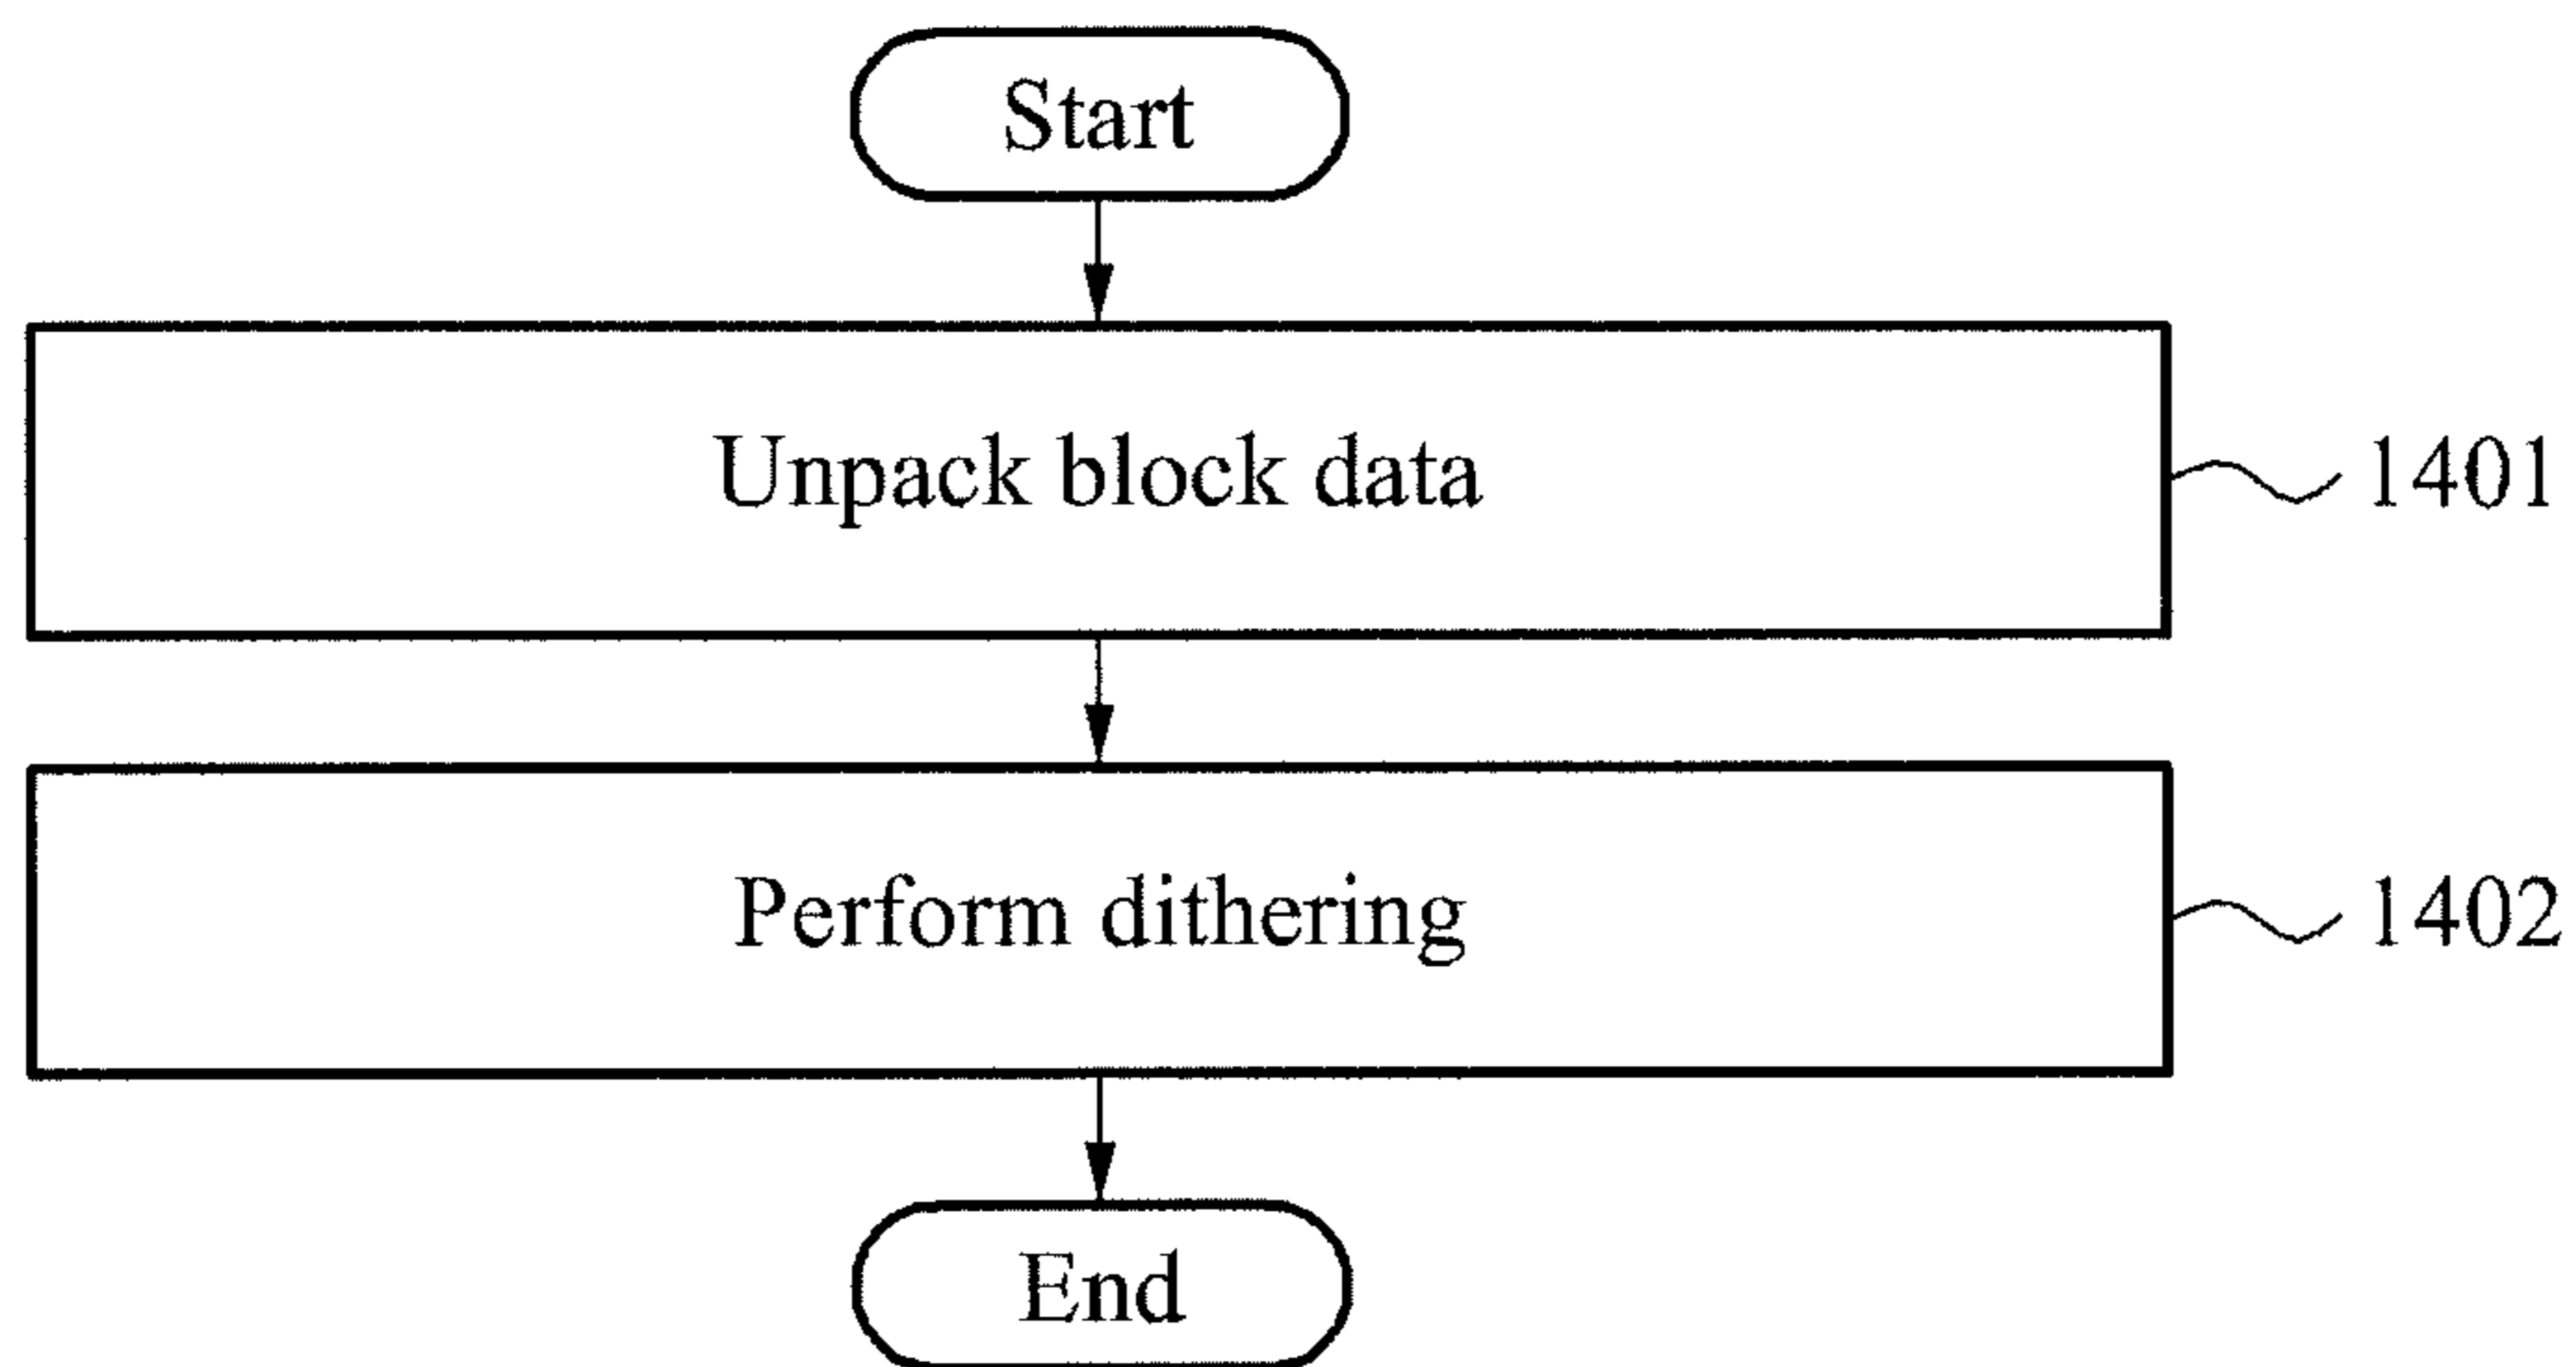 Start
Unpack block data
1401
Perform dithering
1402
End